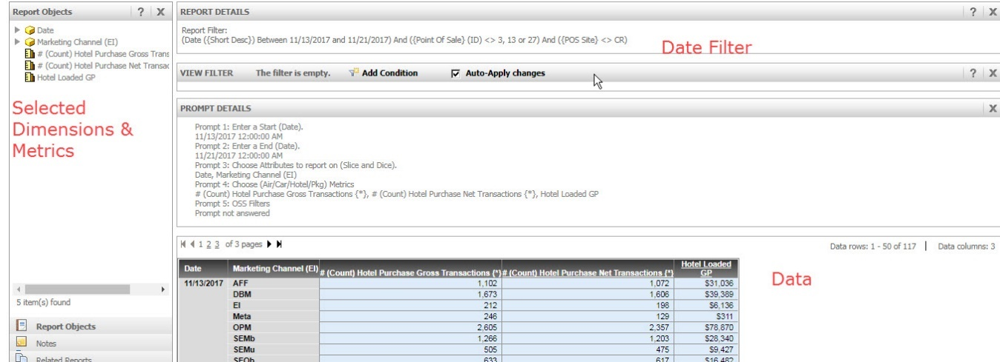 Report Objects ? X
Date
Marketing Channel (EI)
# (Count) Hotel Purchase Gross Trans
# (Count) Hotel Purchase Net Transac
Hotel Loaded GP
Selected
Dimensions &
Metrics
5 item(s) found
Report Objects
Notes
Related Reports
REPORT DETAILS ? X
Report Filter:
(Date ({Short Desc}) Between 11/13/2017 and 11/21/2017) And ({Point Of Sale} (ID) <> 3, 13 or 27) And ({POS Site} <> CR)
Date Filter
VIEW FILTER The filter is empty. Add Condition Auto-Apply changes ? X
PROMPT DETAILS X
Prompt 1: Enter a Start (Date).
11/13/2017 12:00:00 AM
Prompt 2: Enter a End (Date).
11/21/2017 12:00:00 AM
Prompt 3: Choose Attributes to report on (Slice and Dice).
Date, Marketing Channel (EI)
Prompt 4: Choose (Air/Car/Hotel/Pkg) Metrics
# (Count) Hotel Purchase Gross Transactions {*}, # (Count) Hotel Purchase Net Transactions {*}, Hotel Loaded GP
Prompt 5: OSS Filters
Prompt not answered
1 2 3 of 3 pages Data rows: 1 - 50 of 117 | Data columns: 3
Date Marketing Channel (EI) # (Count) Hotel Purchase Gross Transactions {*} # (Count) Hotel Purchase Net Transactions {*} Hotel Loaded GP
11/13/2017 AFF 1,102 1,072 $31,036
DBM 1,673 1,606 $39,389
EI 212 198 $6,136
Meta 246 129 $311
OPM 2,605 2,357 $78,870
SEMb 1,266 1,203 $28,340
SEMu 505 475 $9,427
SEOb 633 617 $16,482
Data